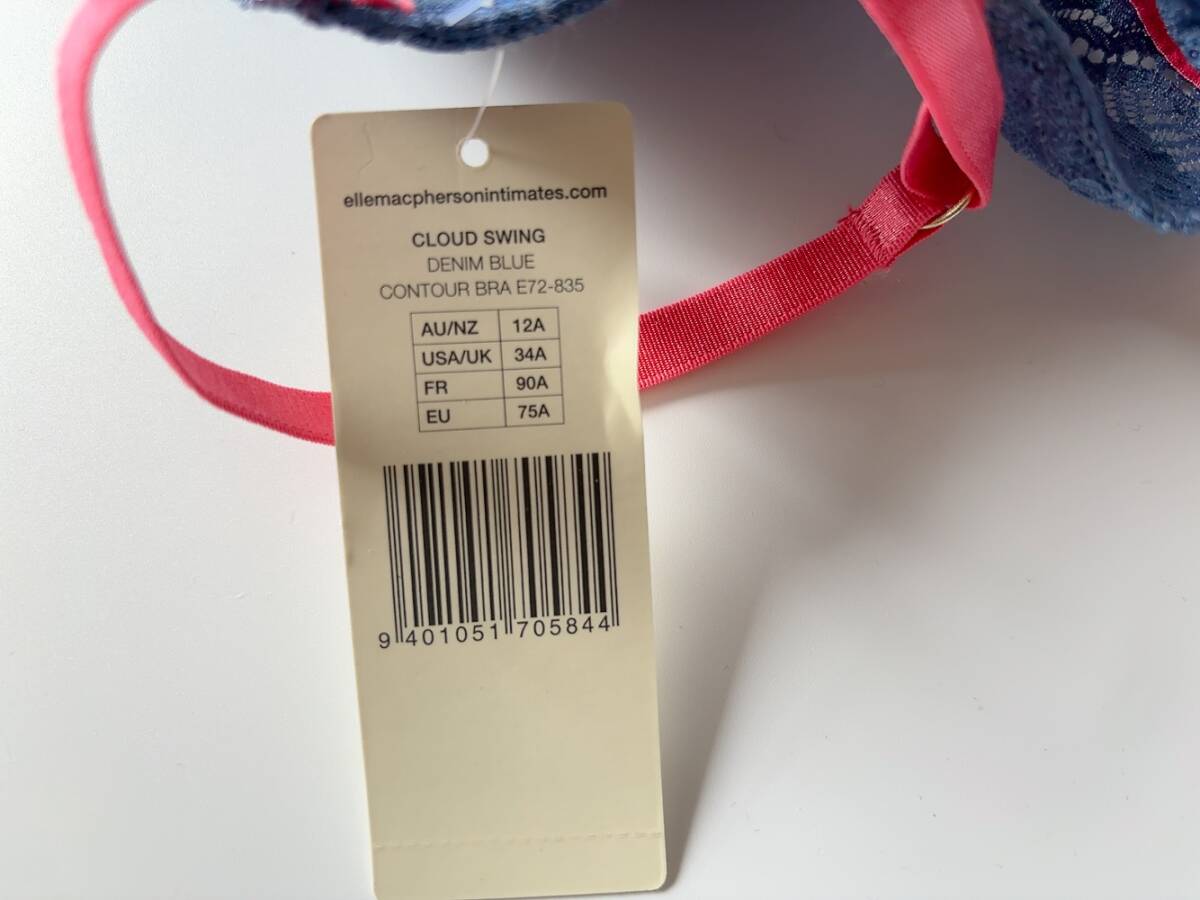 ellemacphersonintimates.com
CLOUD SWING
DENIM BLUE
CONTOUR BRA E72-835
AU/NZ 12A
USA/UK 34A
FR 90A
EU 75A
9 401051 705844